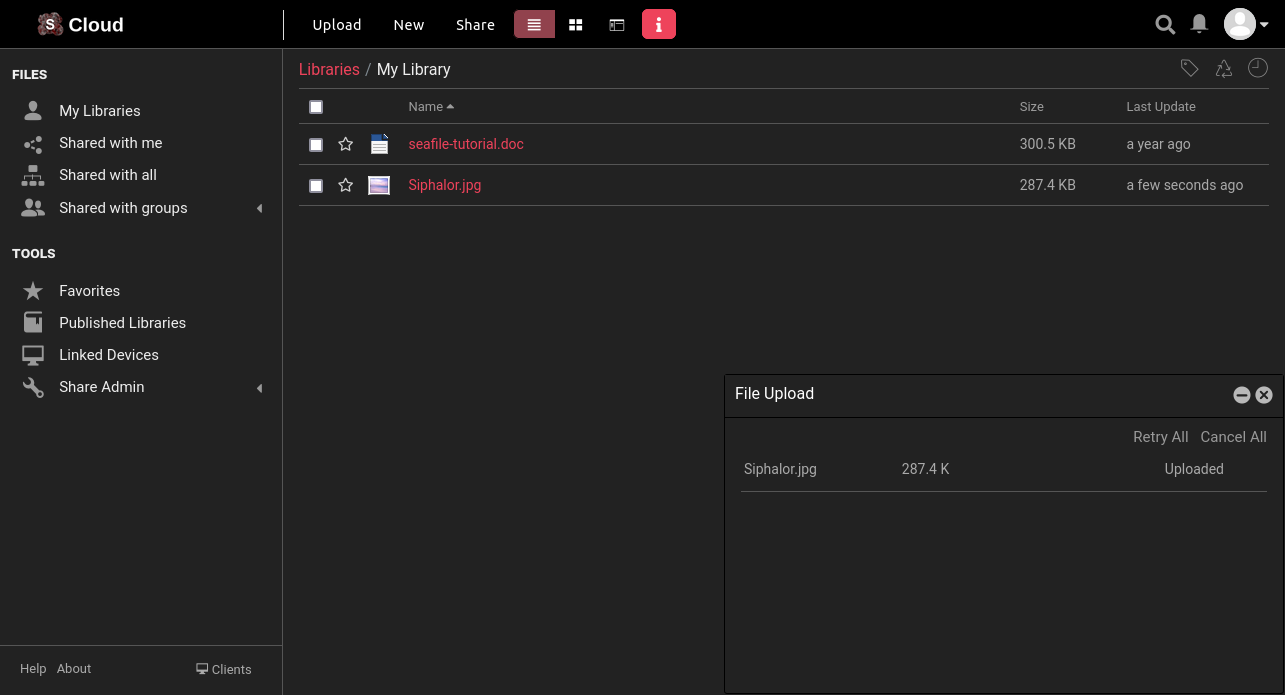 S Cloud
Upload New Share i
FILES
My Libraries
Shared with me
Shared with all
Shared with groups
TOOLS
Favorites
Published Libraries
Linked Devices
Share Admin
Help About Clients
Libraries / My Library
Name Size Last Update
seafile-tutorial.doc 300.5 KB a year ago
Siphalor.jpg 287.4 KB a few seconds ago
File Upload
Retry All Cancel All
Siphalor.jpg 287.4 K Uploaded